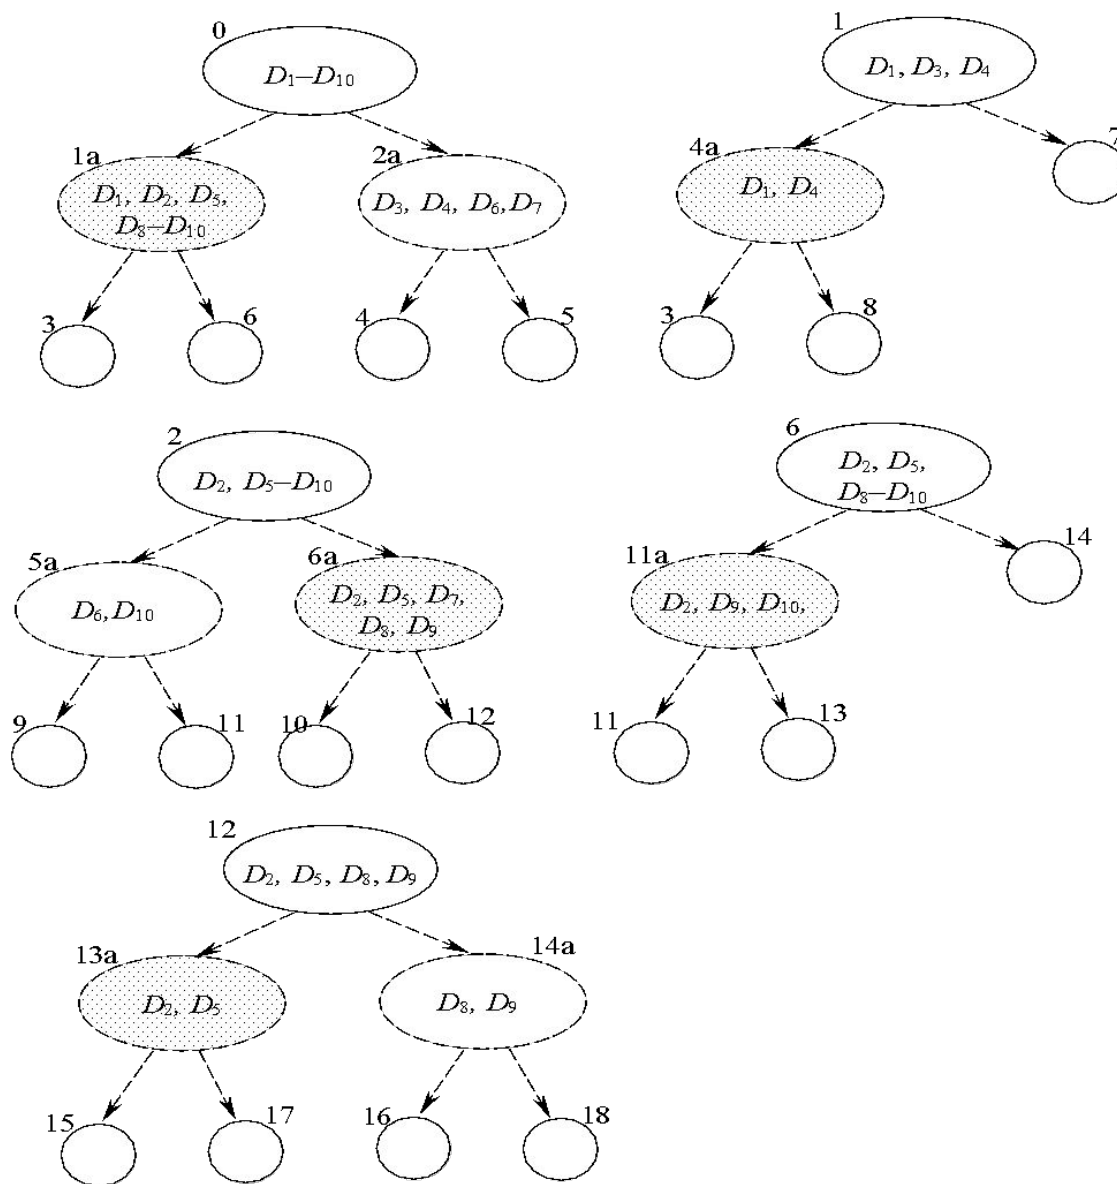 0
D₁–D₁₀
1a
D₁, D₂, D₅,
D₈–D₁₀
2a
D₃, D₄, D₆,D₇
3
6
4
5
1
D₁, D₃, D₄
4a
D₁, D₄
7
3
8
2
D₂, D₅–D₁₀
5a
D₆,D₁₀
6a
D₂, D₅, D₇,
D₈, D₉
9
11
10
12
6
D₂, D₅,
D₈–D₁₀
11a
D₂, D₉, D₁₀,
14
11
13
12
D₂, D₅, D₈, D₉
13a
D₂, D₅
14a
D₈, D₉
15
17
16
18